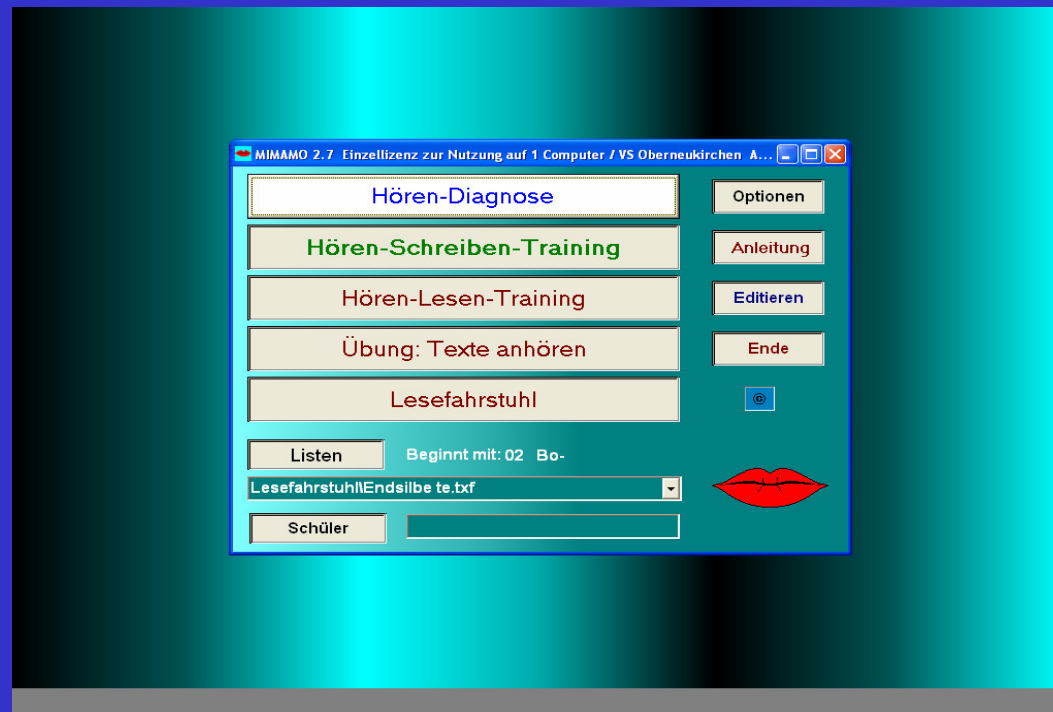 MIMAMO 2.7 Einzellizenz zur Nutzung auf 1 Computer / VS Oberneukirchen A...
Hören-Diagnose
Optionen
Hören-Schreiben-Training
Anleitung
Hören-Lesen-Training
Editieren
Übung: Texte anhören
Ende
Lesefahrstuhl
©
Listen
Beginnt mit: 02 Bo-
Lesefahrstuhl\Endsilbe te.txf
Schüler